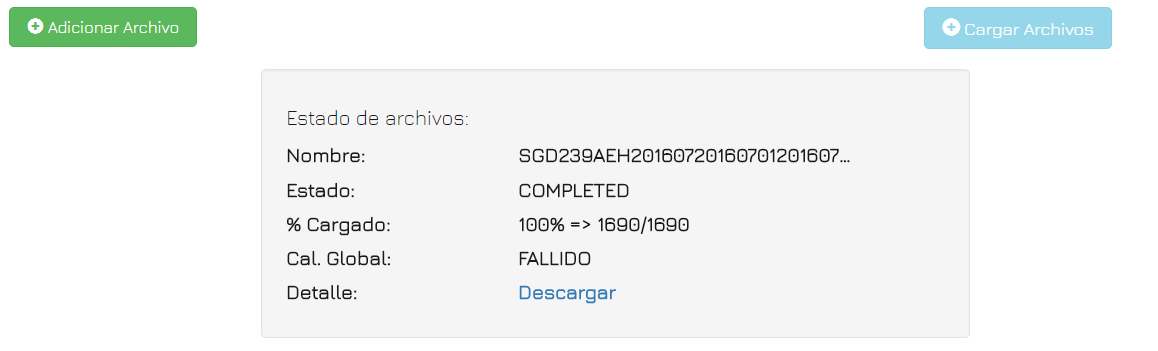 Adicionar Archivo
Cargar Archivos
Estado de archivos:
Nombre: SGD239AEH20160720160701201607...
Estado: COMPLETED
% Cargado: 100% => 1690/1690
Cal. Global: FALLIDO
Detalle: Descargar